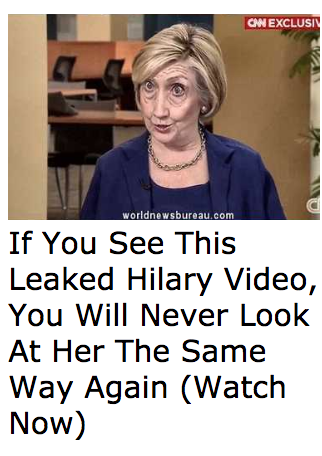 CNN EXCLUSIV
worldnewsbureau.com
If You See This
Leaked Hilary Video,
You Will Never Look
At Her The Same
Way Again (Watch
Now)